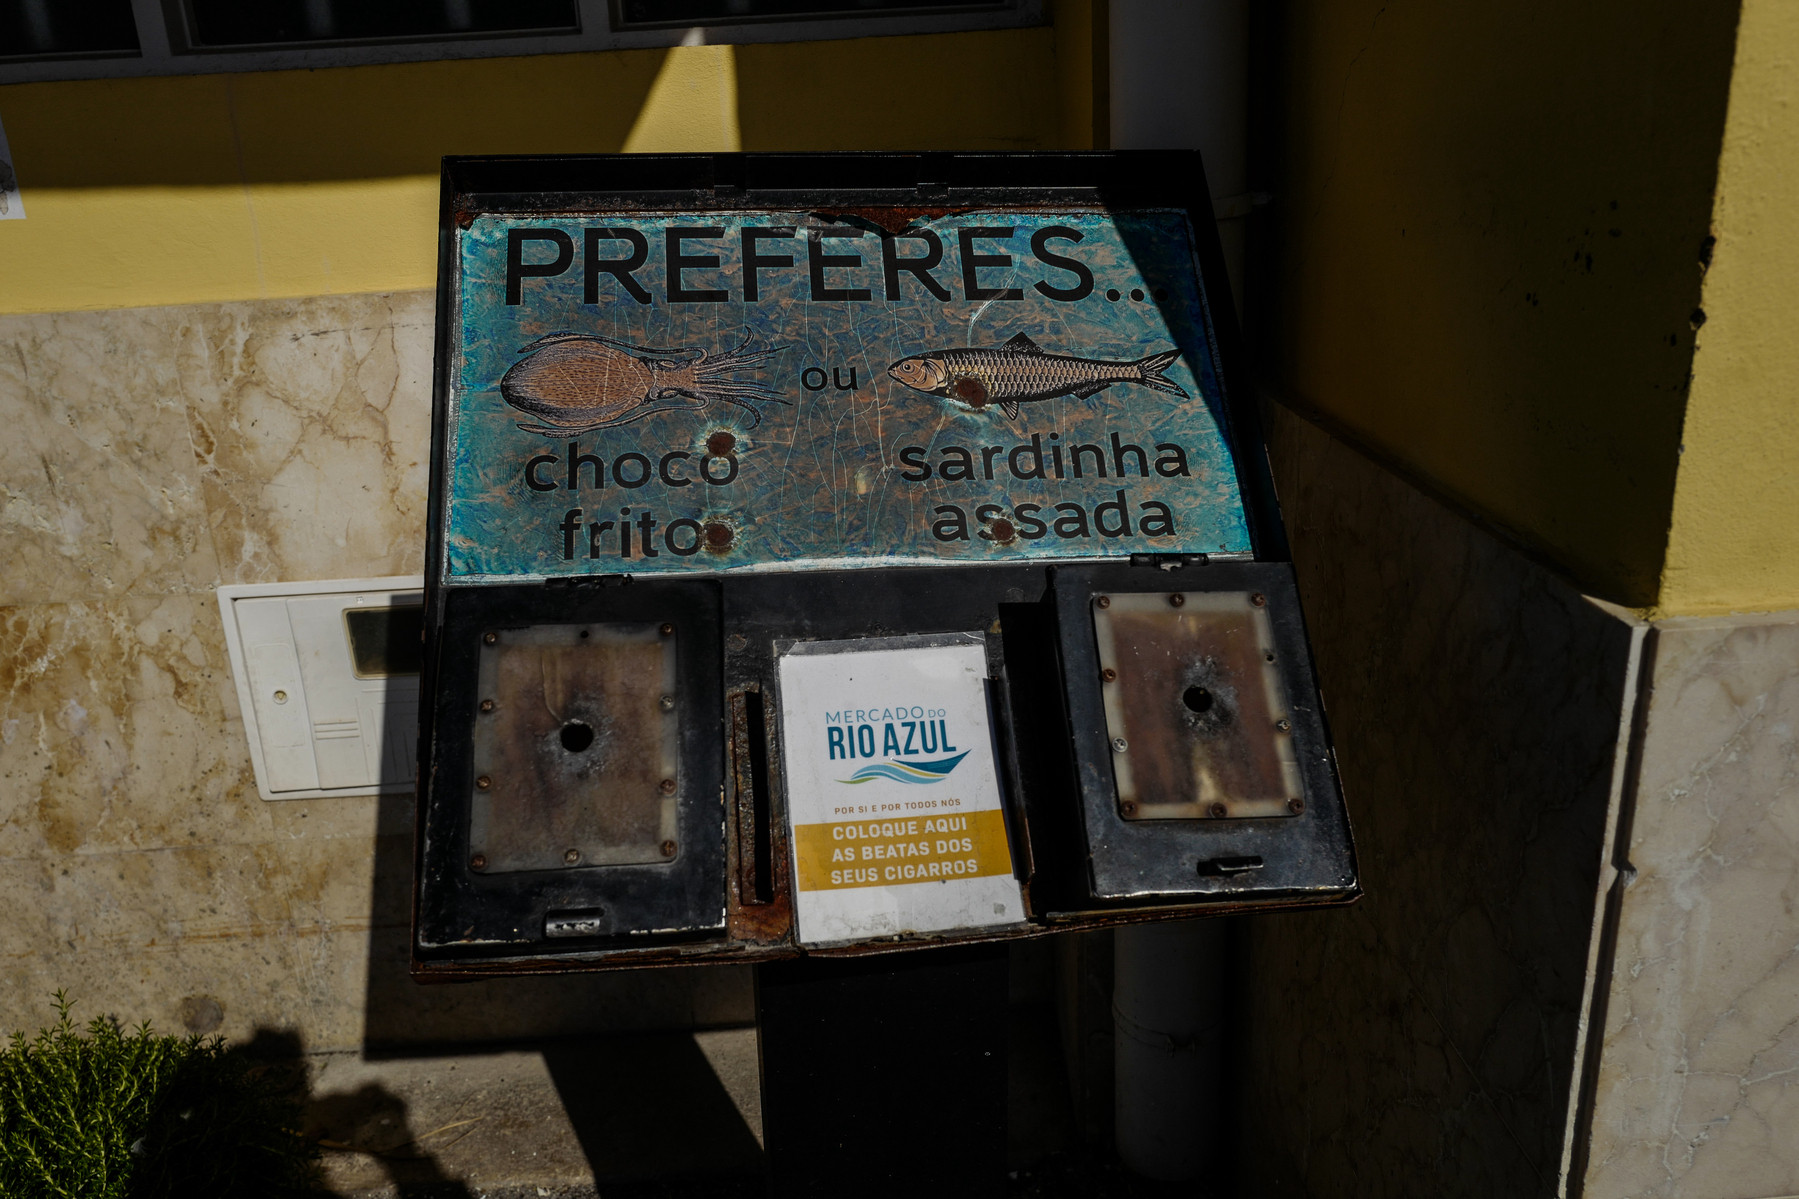 PREFERES...
ou
choco
frito
sardinha
assada
MERCADO DO
RIO AZUL
POR SI E POR TODOS NÓS
COLOQUE AQUI
AS BEATAS DOS
SEUS CIGARROS